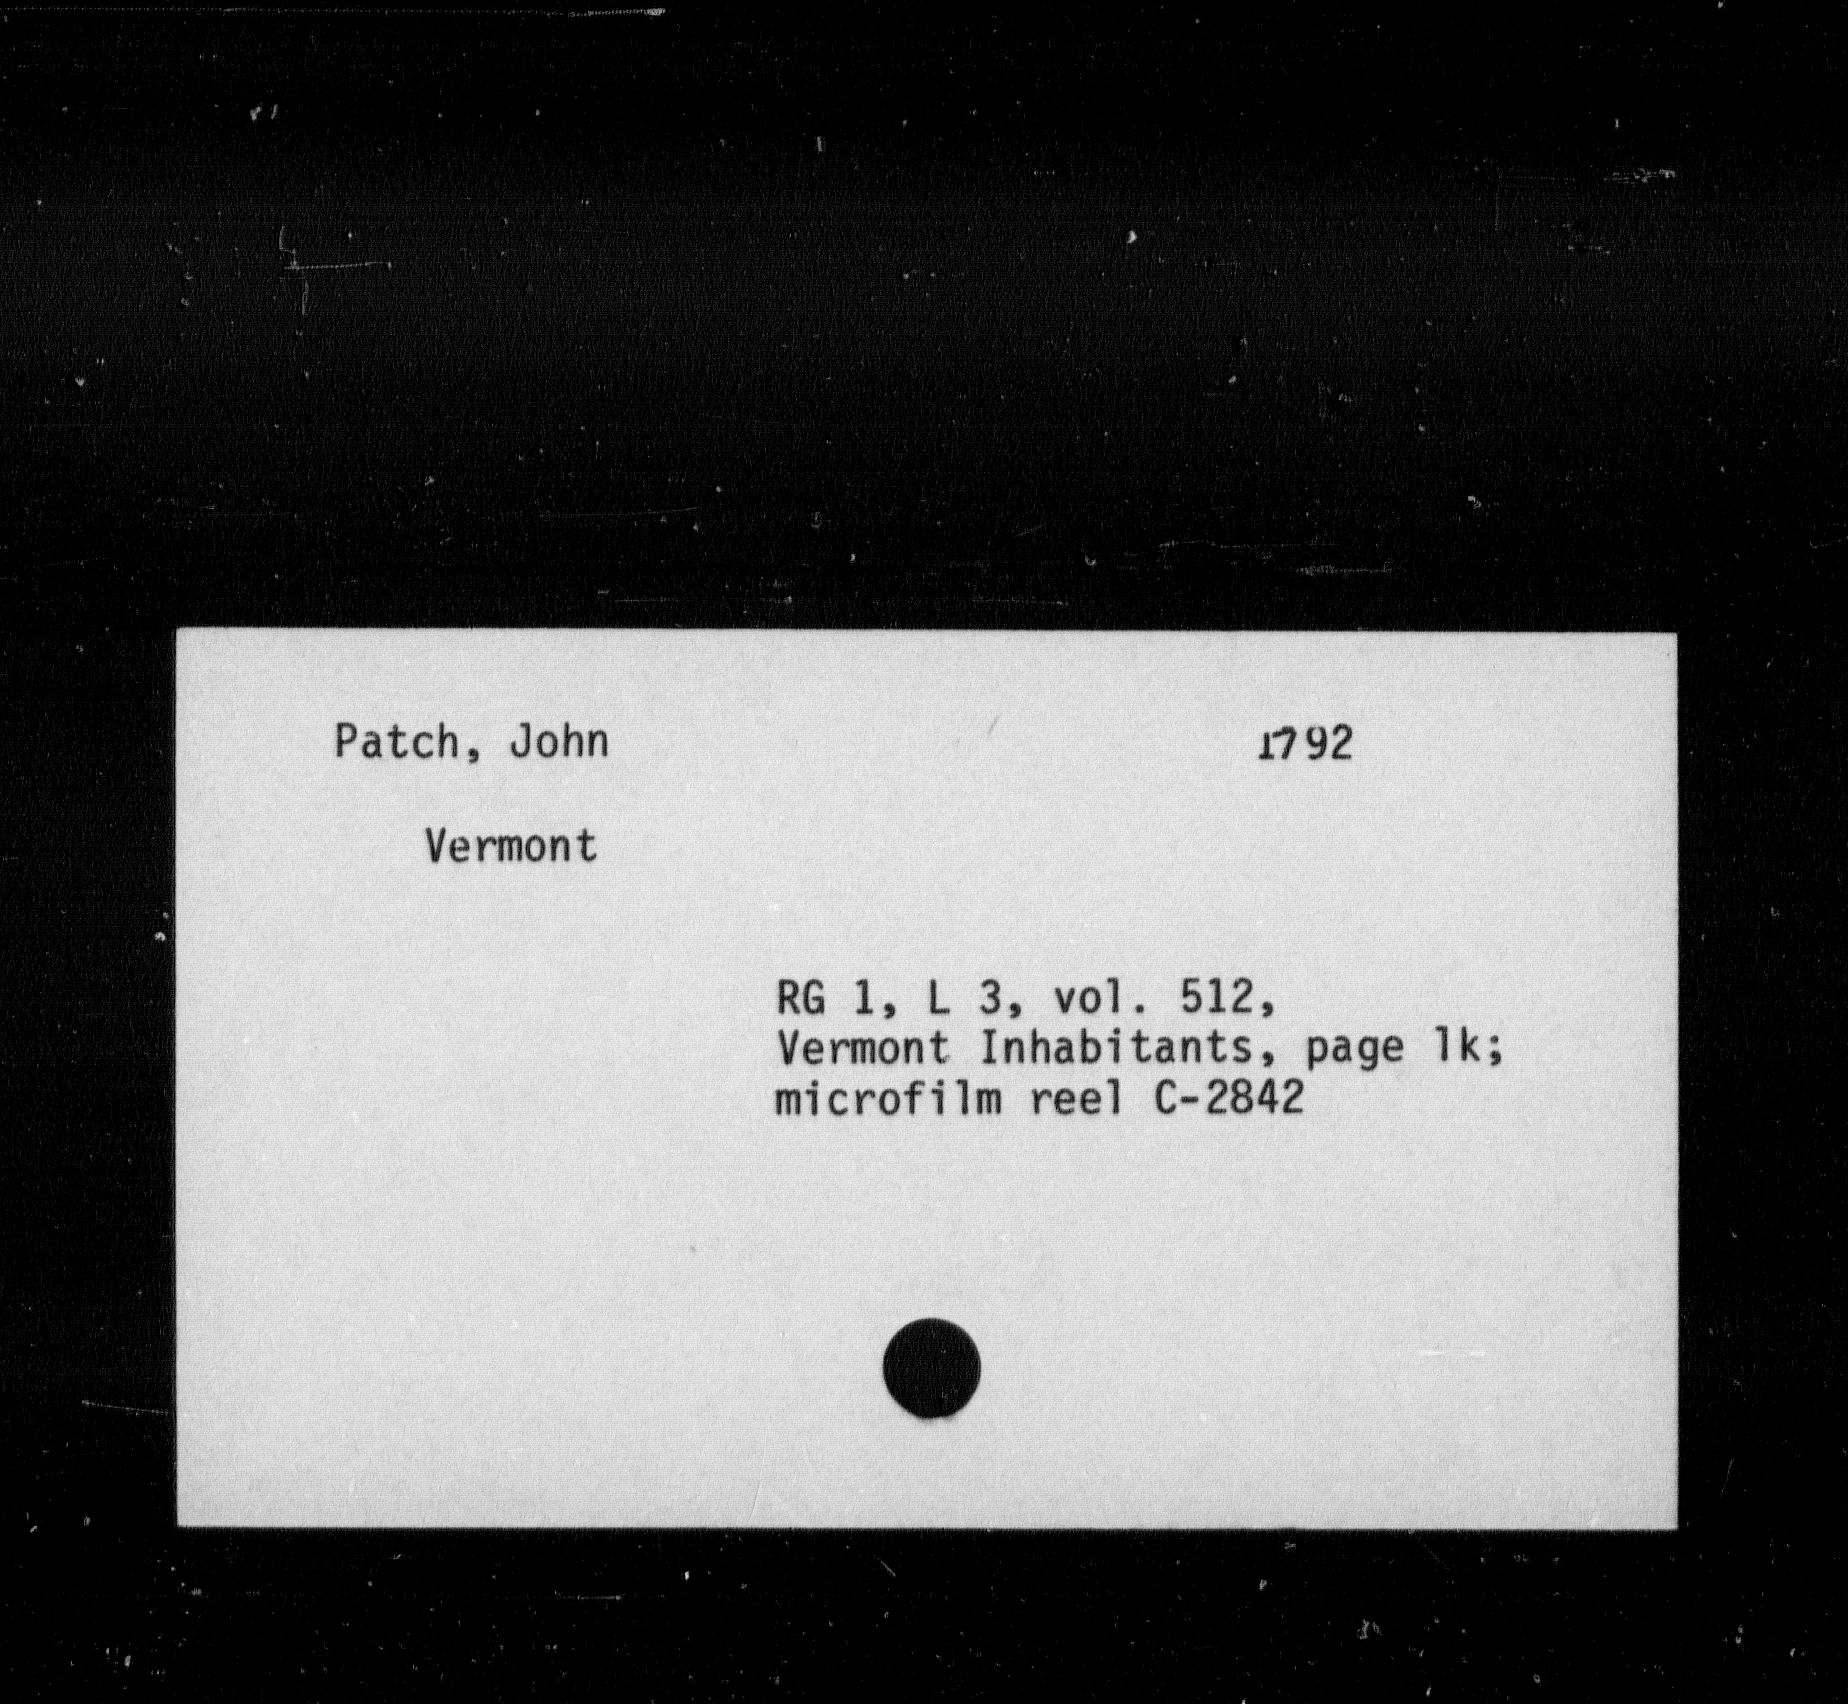 Patch, John 1792
Vermont
RG 1, L 3, vol. 512,
Vermont Inhabitants, page 1k;
microfilm reel C-2842